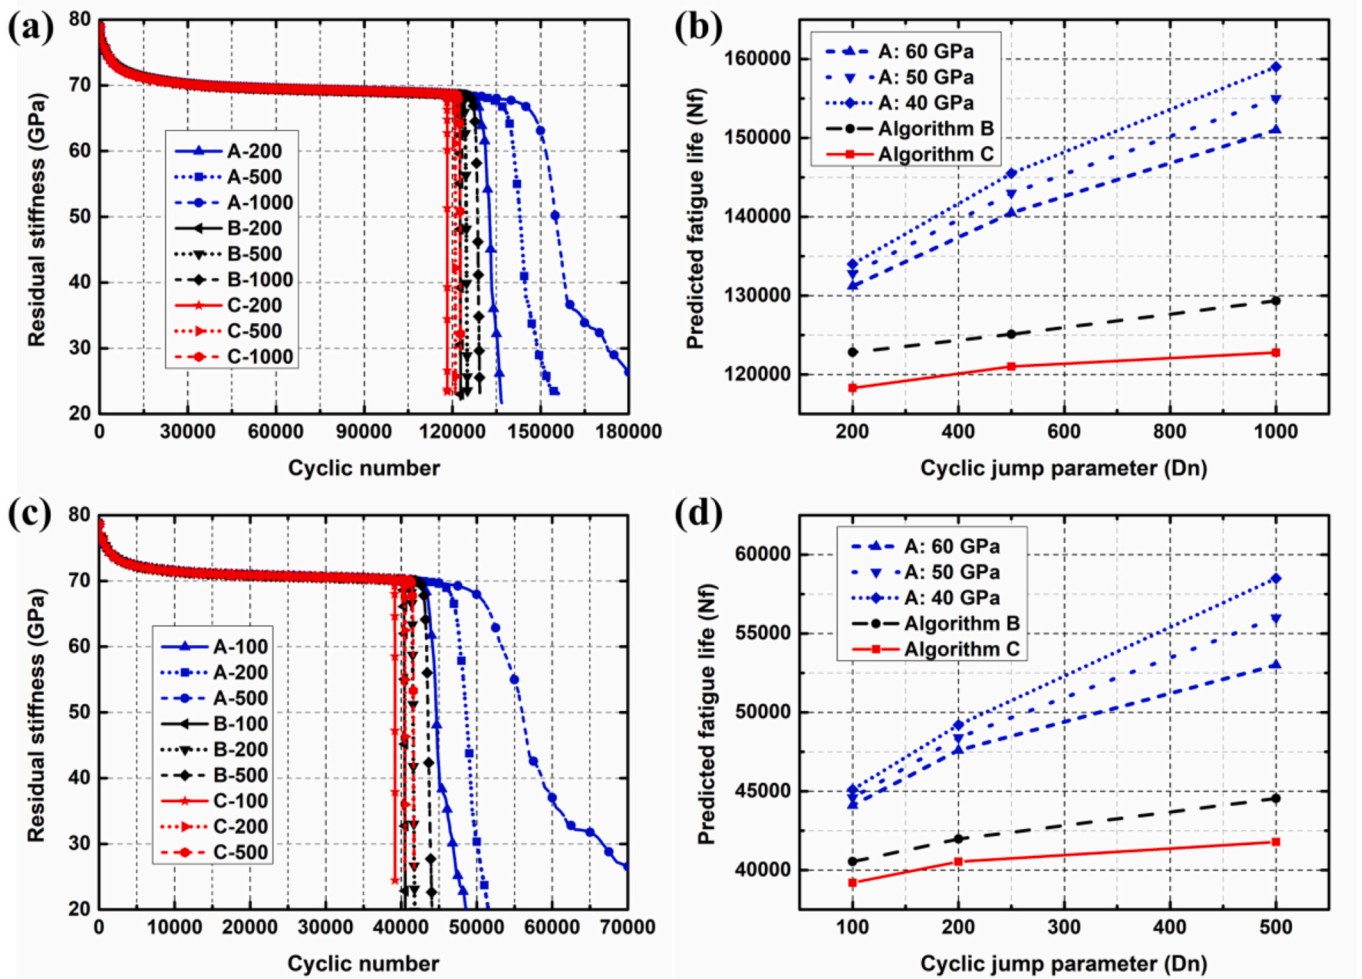 (a)
80
70
60
50
40
30
20
Residual stiffness (GPa)
A-200
A-500
A-1000
B-200
B-500
B-1000
C-200
C-500
C-1000
0 30000 60000 90000 120000 150000 180000
Cyclic number
(b)
160000
150000
140000
130000
120000
Predicted fatigue life (Nf)
A: 60 GPa
A: 50 GPa
A: 40 GPa
Algorithm B
Algorithm C
200 400 600 800 1000
Cyclic jump parameter (Dn)
(c)
80
70
60
50
40
30
20
Residual stiffness (GPa)
A-100
A-200
A-500
B-100
B-200
B-500
C-100
C-200
C-500
0 10000 20000 30000 40000 50000 60000 70000
Cyclic number
(d)
60000
55000
50000
45000
40000
Predicted fatigue life (Nf)
A: 60 GPa
A: 50 GPa
A: 40 GPa
Algorithm B
Algorithm C
100 200 300 400 500
Cyclic jump parameter (Dn)